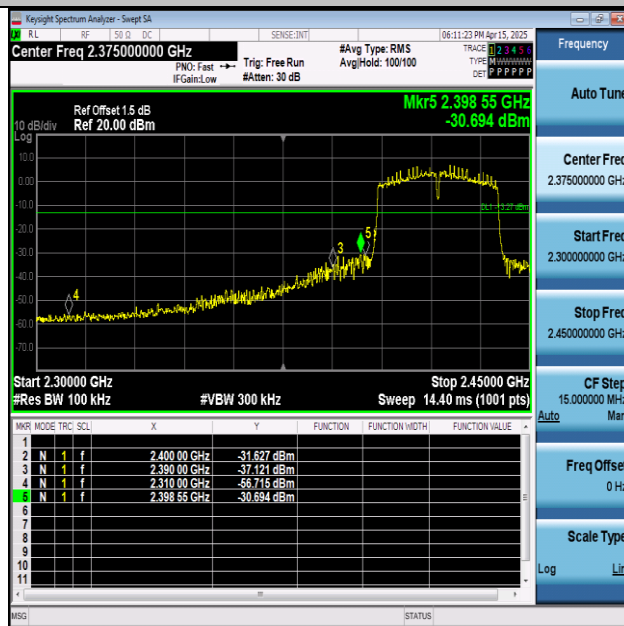 Keysight Spectrum Analyzer - Swept SA
RL RF 50 Ω DC SENSE:INT 06:11:23 PM Apr 15, 2025
Center Freq 2.375000000 GHz
#Avg Type: RMS
TRACE 1 2 3 4 5 6
PNO: Fast Trig: Free Run Avg|Hold: 100/100 TYPE M W W W W W
IFGain:Low #Atten: 30 dB DET P P P P P P
Mkr5 2.398 55 GHz
-30.694 dBm
Ref Offset 1.5 dB
10 dB/div Ref 20.00 dBm
Log
10.0
0.00
-10.0
-20.0
-30.0
-40.0
-50.0
-60.0
-70.0
DL1 -13.27 dBm
5
3
4
Start 2.30000 GHz Stop 2.45000 GHz
#Res BW 100 kHz #VBW 300 kHz Sweep 14.40 ms (1001 pts)
MKR MODE TRC SCL X Y FUNCTION FUNCTION WIDTH FUNCTION VALUE
1
2 N 1 f 2.400 00 GHz -31.627 dBm
3 N 1 f 2.390 00 GHz -37.121 dBm
4 N 1 f 2.310 00 GHz -56.715 dBm
5 N 1 f 2.398 55 GHz -30.694 dBm
6
7
8
9
10
11
MSG STATUS
Frequency
Auto Tune
Center Freq
2.375000000 GHz
Start Freq
2.300000000 GHz
Stop Freq
2.450000000 GHz
CF Step
15.000000 MHz
Auto Man
Freq Offset
0 Hz
Scale Type
Log Lin